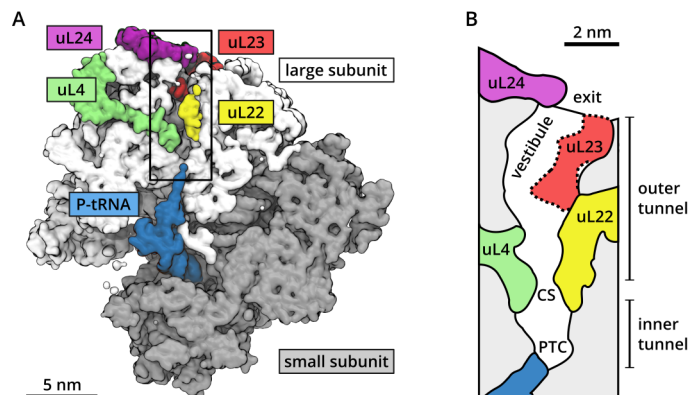 A
uL24
uL23
large subunit
uL4
uL22
P-tRNA
small subunit
5 nm
B
2 nm
uL24
exit
vestibule
uL23
outer
tunnel
uL22
uL4
CS
inner
tunnel
PTC